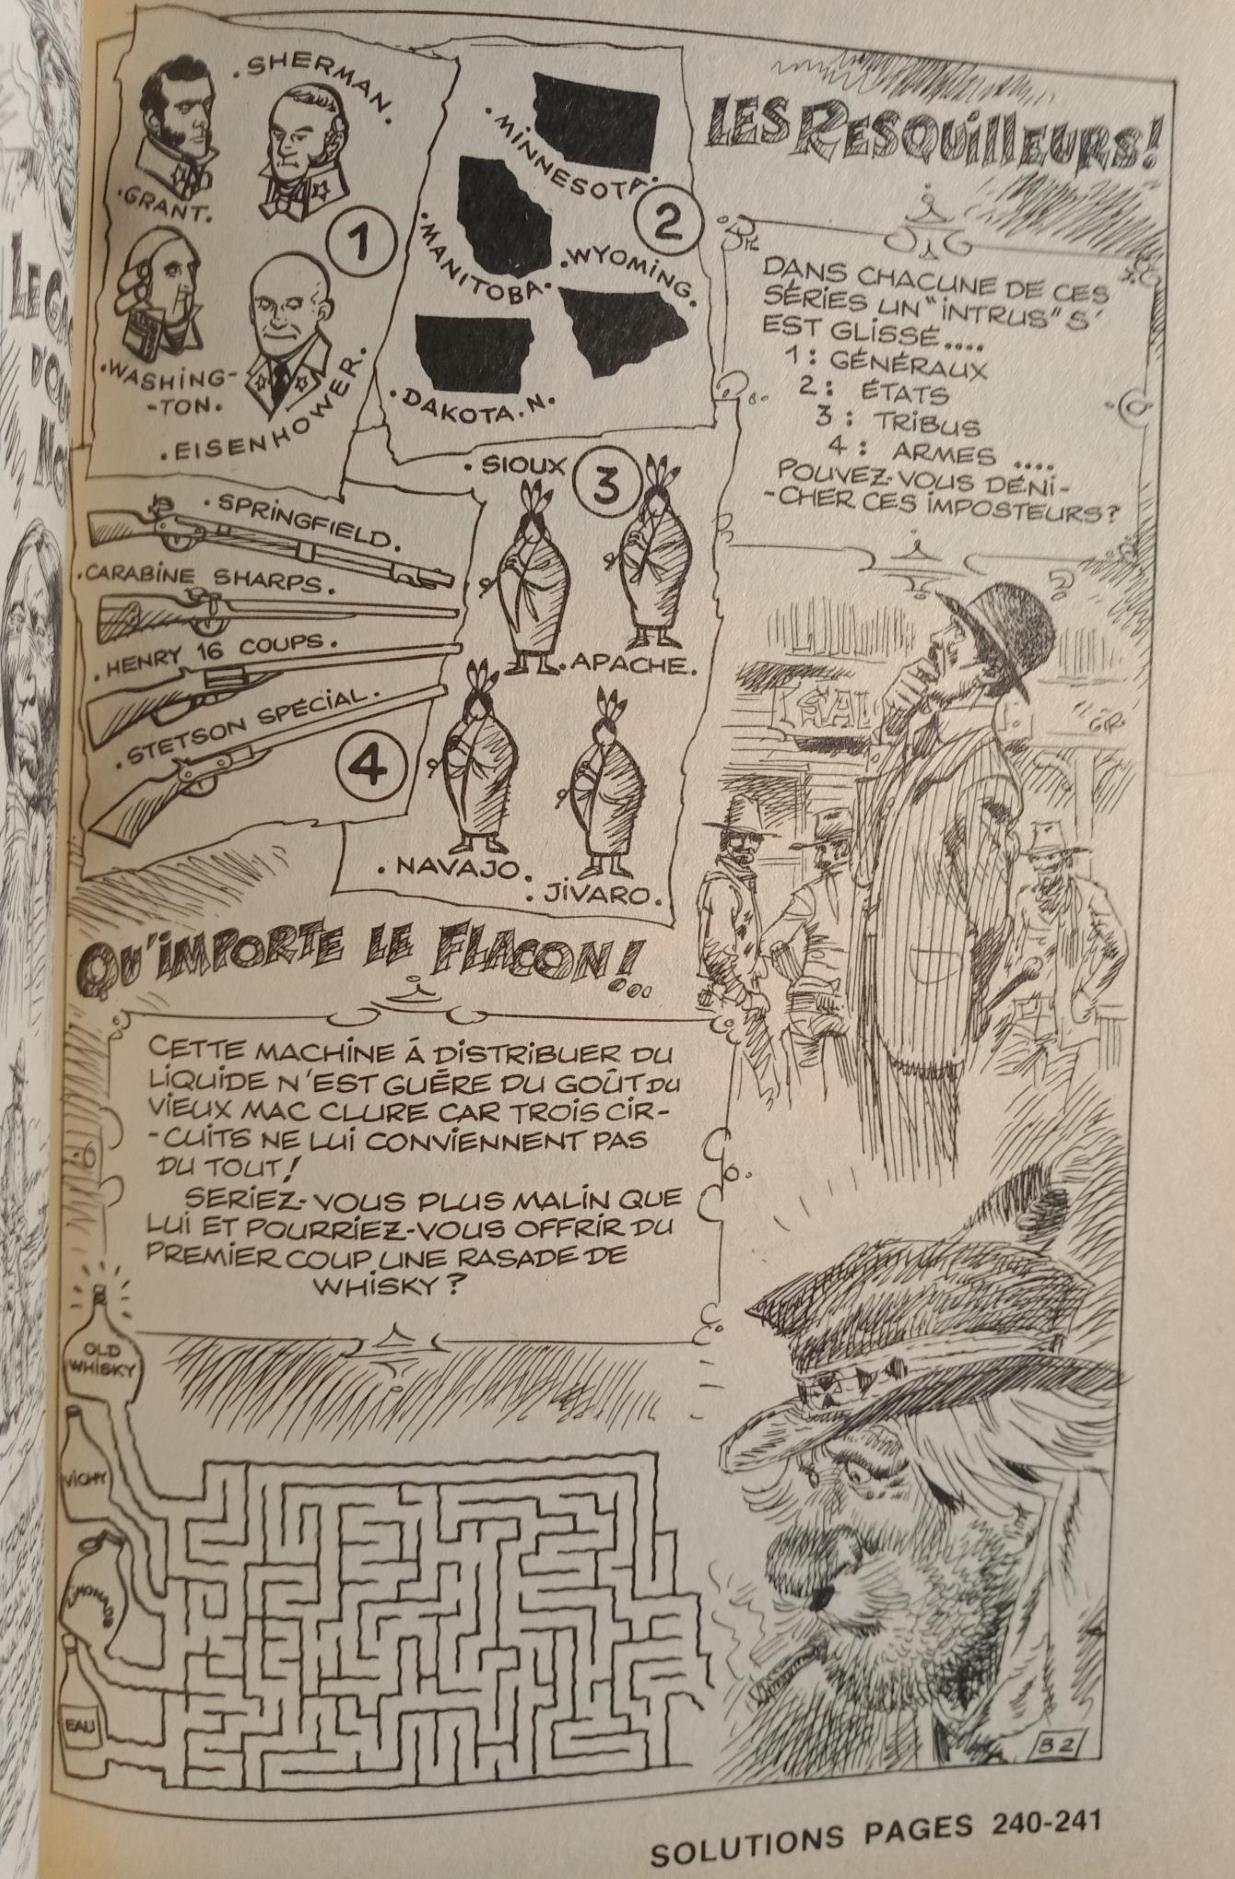 LES RESQUILLEURS!
DANS CHACUNE DE CES
SÉRIES UN "INTRUS" S'
EST GLISSÉ....
1 : GÉNÉRAUX
2 : ÉTATS
3 : TRIBUS
4 : ARMES ....
POUVEZ-VOUS DÉNI-
-CHER CES IMPOSTEURS?
.SHERMAN.
.GRANT.
1
.WASHING-
-TON.
.EISENHOWER.
.MINNESOTA.
2
.MANITOBA.
.WYOMING.
.DAKOTA.N.
.SIOUX
3
.APACHE.
.NAVAJO.
.JIVARO.
.SPRINGFIELD.
.CARABINE SHARPS.
.HENRY 16 COUPS.
.STETSON SPÉCIAL.
4
GIR.
QU'IMPORTE LE FLACON!...
CETTE MACHINE À DISTRIBUER DU
LIQUIDE N'EST GUÈRE DU GOÛT DU
VIEUX MAC CLURE CAR TROIS CIR-
-CUITS NE LUI CONVIENNENT PAS
DU TOUT!
SERIEZ-VOUS PLUS MALIN QUE
LUI ET POURRIEZ-VOUS OFFRIR DU
PREMIER COUP UNE RASADE DE
WHISKY?
OLD
WHISKY
VICHY
LIMONADE
EAU
B2
SOLUTIONS PAGES 240-241